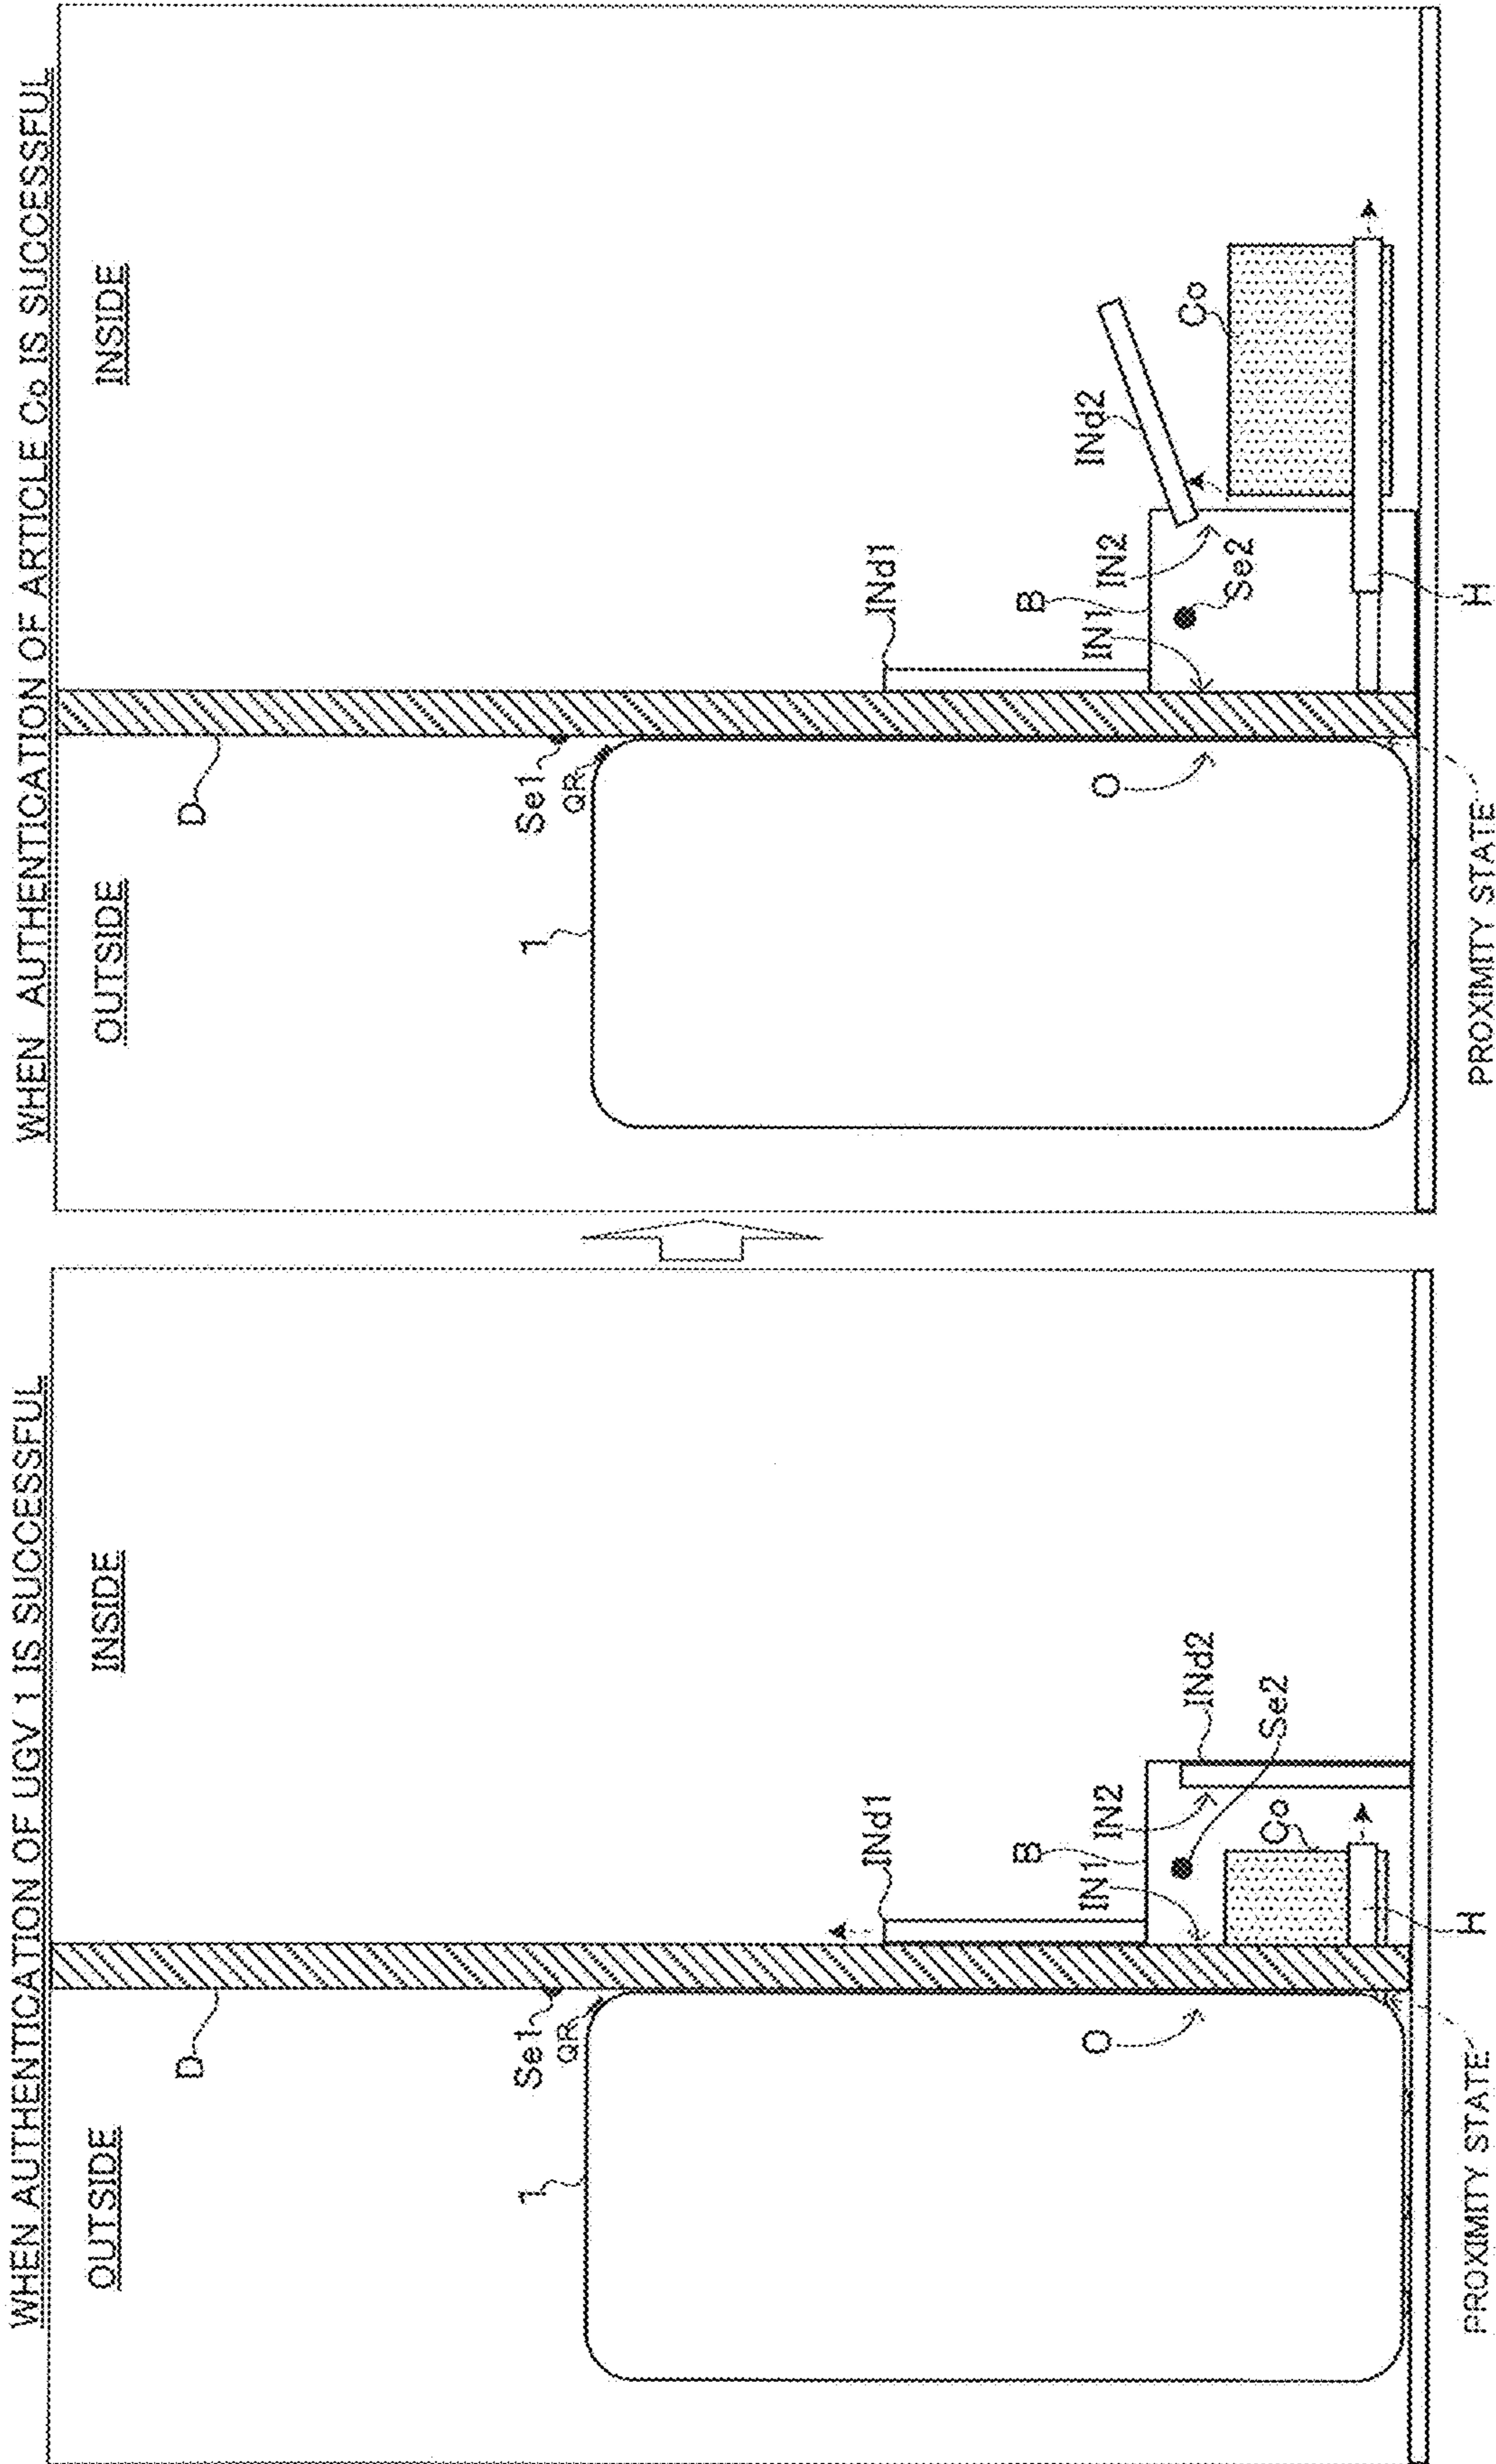 WHEN AUTHENTICATION OF UGV 1 IS SUCCESSFUL
OUTSIDE
INSIDE
D
Se1
QR
1
INd1
B
IN1
IN2
INd2
Se2
Co
O
H
PROXIMITY STATE
WHEN AUTHENTICATION OF ARTICLE Co IS SUCCESSFUL
OUTSIDE
INSIDE
D
Se1
QR
1
INd1
B
IN1
IN2
INd2
Se2
Co
O
H
PROXIMITY STATE